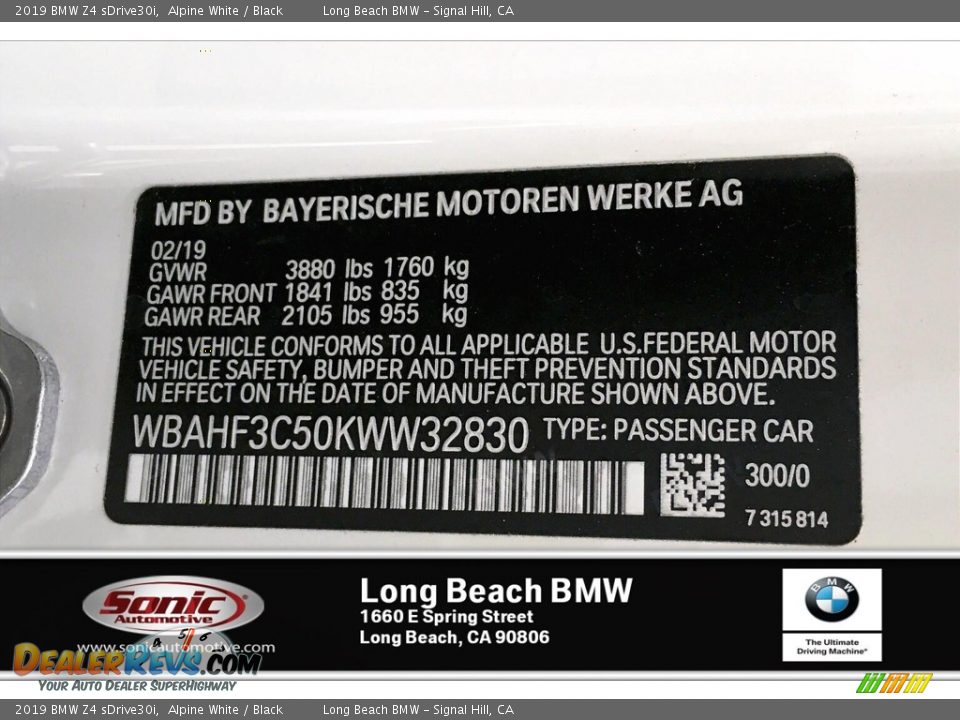 2019 BMW Z4 sDrive30i, Alpine White / Black Long Beach BMW - Signal Hill, CA
MFD BY BAYERISCHE MOTOREN WERKE AG
02/19
GVWR 3880 lbs 1760 kg
GAWR FRONT 1841 lbs 835 kg
GAWR REAR 2105 lbs 955 kg
THIS VEHICLE CONFORMS TO ALL APPLICABLE U.S.FEDERAL MOTOR
VEHICLE SAFETY, BUMPER AND THEFT PREVENTION STANDARDS
IN EFFECT ON THE DATE OF MANUFACTURE SHOWN ABOVE.
WBAHF3C50KWW32830 TYPE: PASSENGER CAR
300/0
7 315 814
Sonic
Automotive
www.sonicautomotive.com
Long Beach BMW
1660 E Spring Street
Long Beach, CA 90806
BMW
The Ultimate
Driving Machine®
4 5 6
DealerRevs.com
Your Auto Dealer SuperHighway
2019 BMW Z4 sDrive30i, Alpine White / Black Long Beach BMW - Signal Hill, CA